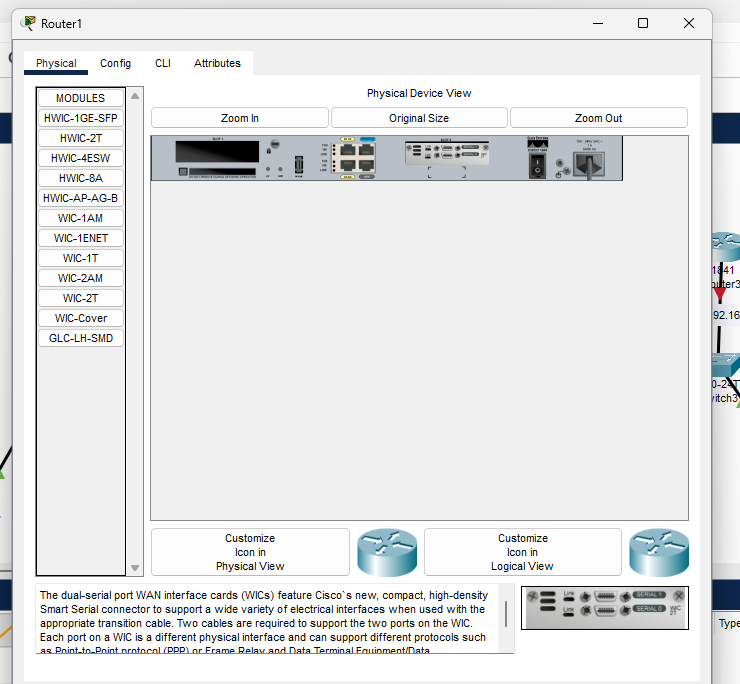 Router1
Physical
Config
CLI
Attributes
MODULES
HWIC-1GE-SFP
HWIC-2T
HWIC-4ESW
HWIC-8A
HWIC-AP-AG-B
WIC-1AM
WIC-1ENET
WIC-1T
WIC-2AM
WIC-2T
WIC-Cover
GLC-LH-SMD
Physical Device View
Zoom In
Original Size
Zoom Out
1841
outer3
92.16
0-24T
witch3
Customize
Icon in
Physical View
Customize
Icon in
Logical View
The dual-serial port WAN interface cards (WICs) feature Cisco`s new, compact, high-density
Smart Serial connector to support a wide variety of electrical interfaces when used with the
appropriate transition cable. Two cables are required to support the two ports on the WIC.
Each port on a WIC is a different physical interface and can support different protocols such
as Point-to-Point protocol (PPP) or Frame Relay and Data Terminal Equipment/Data
Link
SERIAL 1
Link
SERIAL 0
WIC
2T
Type